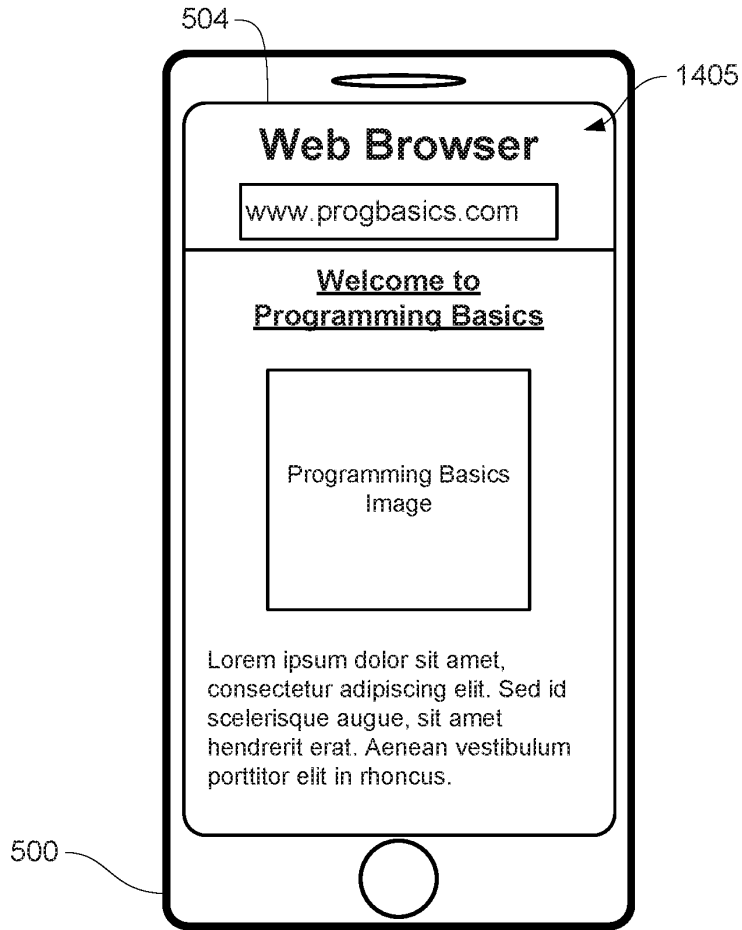 504
1405
Web Browser
www.progbasics.com
Welcome to
Programming Basics
Programming Basics
Image
Lorem ipsum dolor sit amet,
consectetur adipiscing elit. Sed id
scelerisque augue, sit amet
hendrerit erat. Aenean vestibulum
porttitor elit in rhoncus.
500